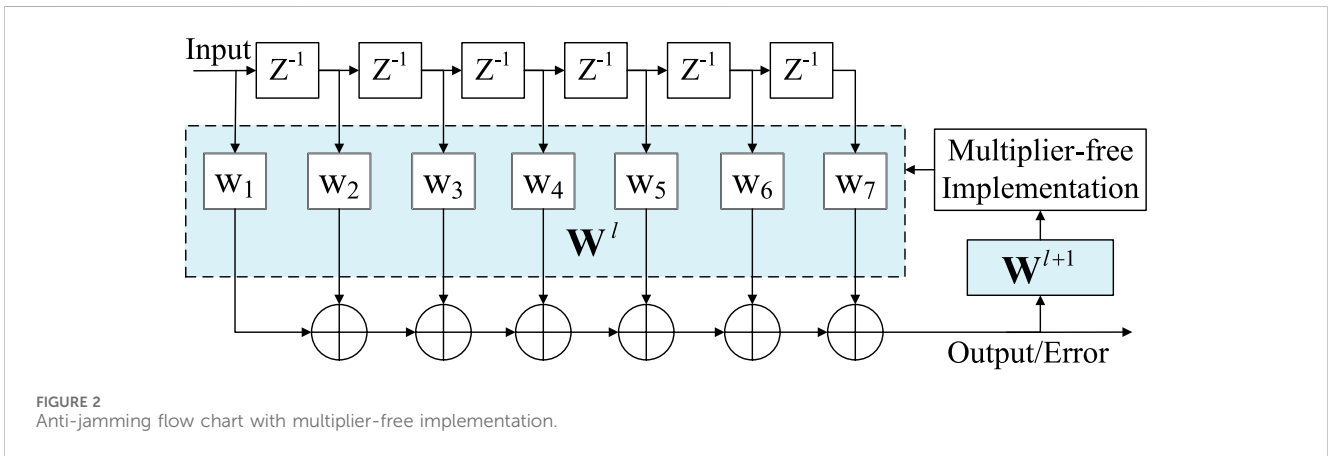 Input
Z⁻¹ Z⁻¹ Z⁻¹ Z⁻¹ Z⁻¹ Z⁻¹
w₁ w₂ w₃ w₄ w₅ w₆ w₇
Multiplier-free
Implementation
Wˡ
Wˡ⁺¹
Output/Error
FIGURE 2
Anti-jamming flow chart with multiplier-free implementation.